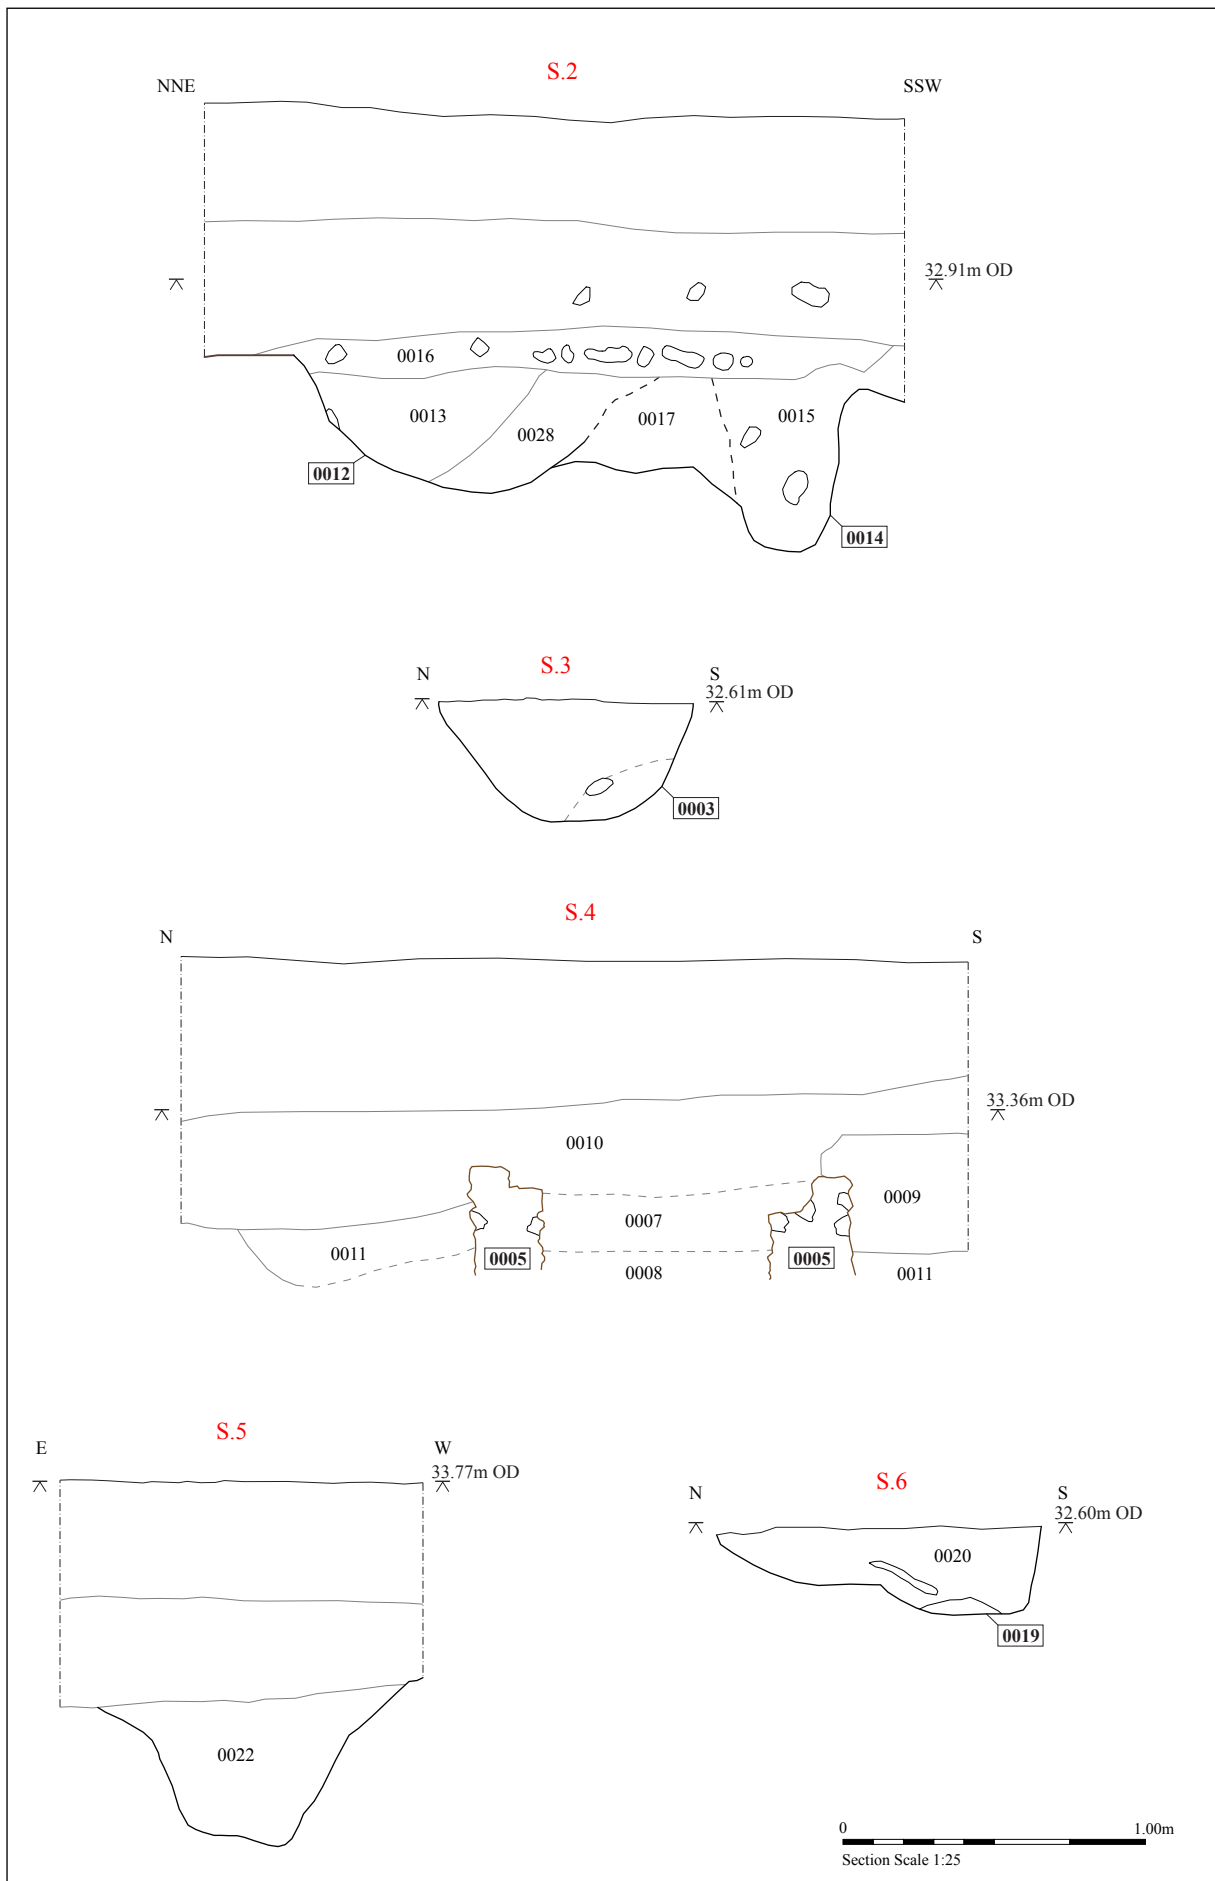 S.2
NNE
SSW
32.91m OD
0016
0013
0028
0017
0015
0012
0014
S.3
N
S
32.61m OD
0003
S.4
N
S
33.36m OD
0010
0009
0007
0011
0005
0008
0005
0011
S.5
E
W
33.77m OD
0022
S.6
N
S
32.60m OD
0020
0019
0 1.00m
Section Scale 1:25